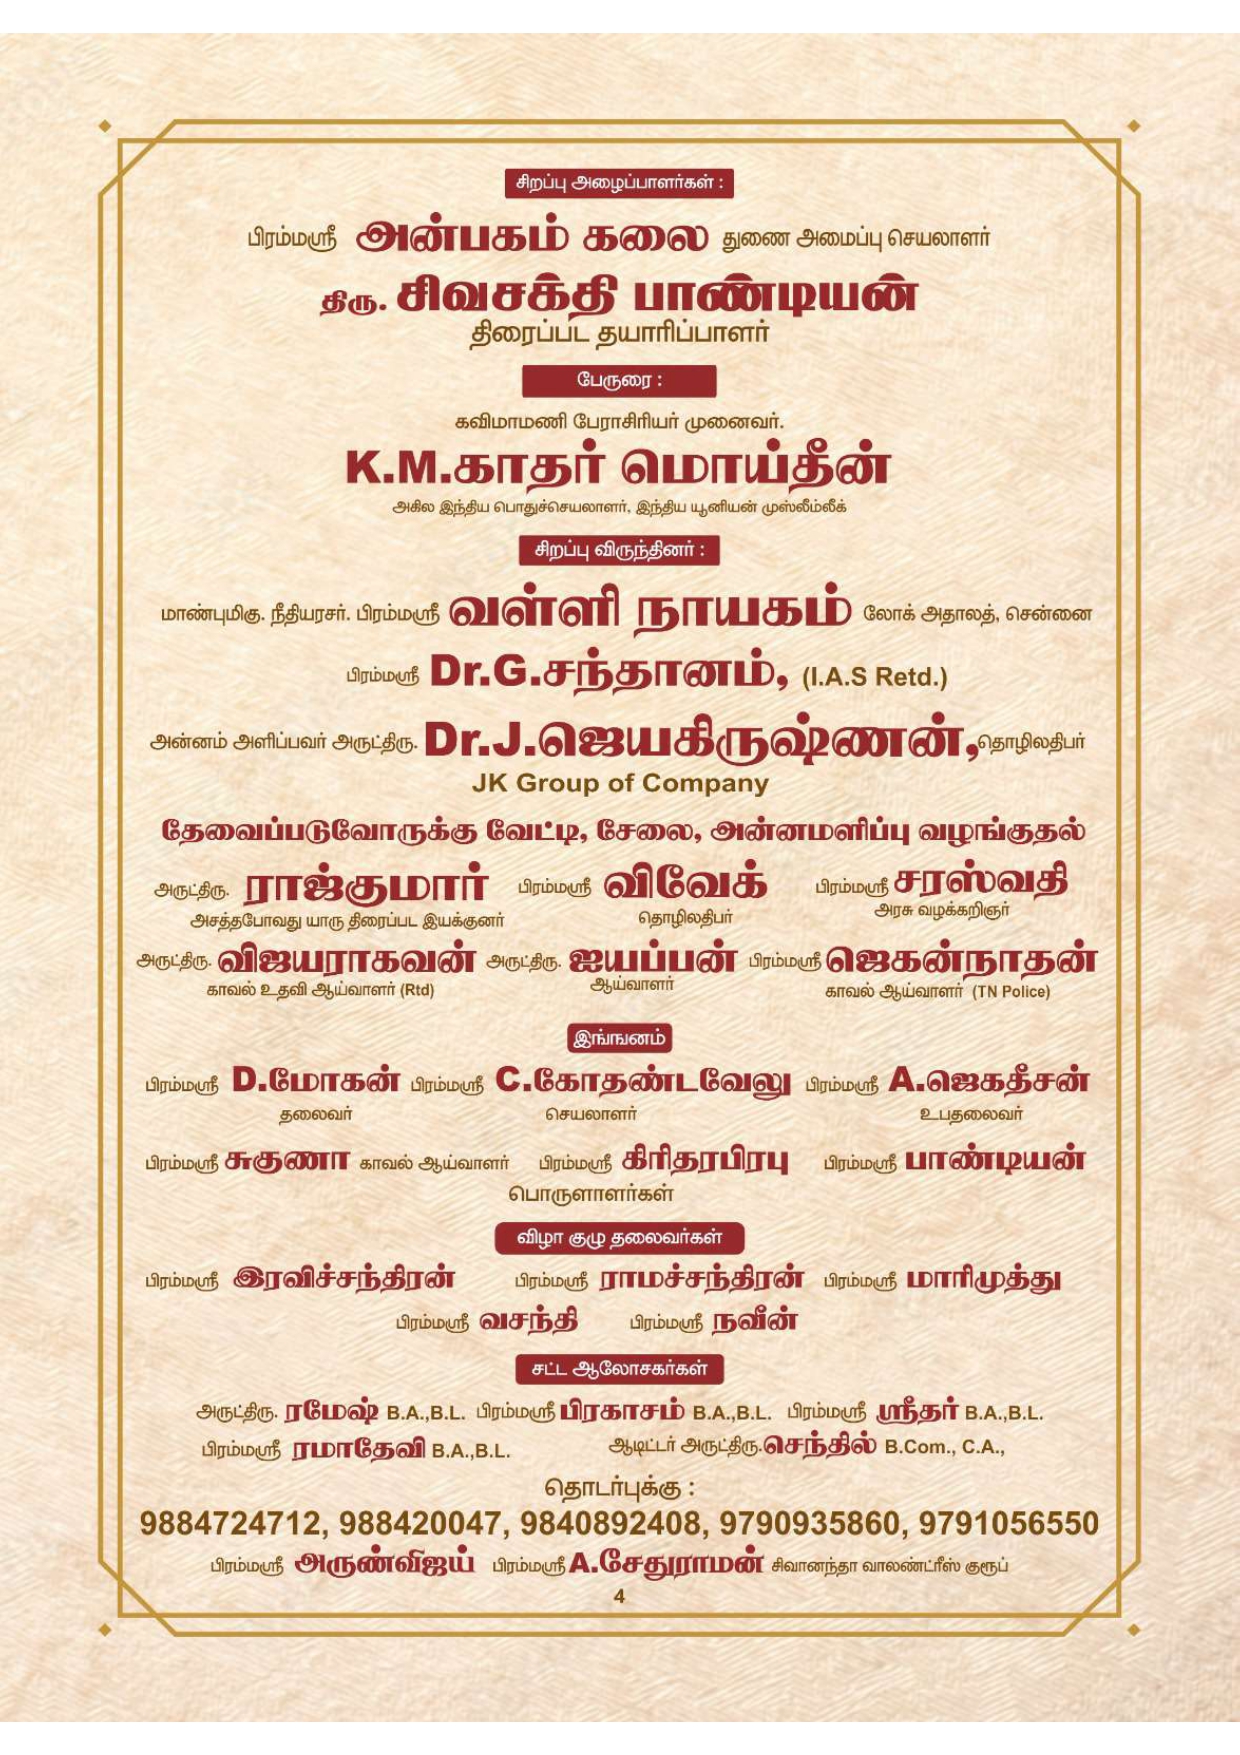 சிறப்பு அழைப்பாளர்கள் :
பிரம்மஸ்ரீ அன்பகம் கலை துணை அமைப்பு செயலாளர்
திரு. சிவசக்தி பாண்டியன்
திரைப்பட தயாரிப்பாளர்
பேருரை :
கவிமாமணி பேராசிரியர் முனைவர்.
K.M.காதர் மொய்தீன்
அகில இந்திய பொதுச்செயலாளர், இந்திய யூனியன் முஸ்லீம்லீக்
சிறப்பு விருந்தினர் :
மாண்புமிகு. நீதியரசர். பிரம்மஸ்ரீ வள்ளி நாயகம் லோக் அதாலத், சென்னை
பிரம்மஸ்ரீ Dr.G.சந்தானம், (I.A.S Retd.)
அன்னம் அளிப்பவர் அருட்திரு. Dr.J.ஜெயகிருஷ்ணன்,தொழிலதிபர்
JK Group of Company
தேவைப்படுவோருக்கு வேட்டி, சேலை, அன்னமளிப்பு வழங்குதல்
அருட்திரு. ராஜ்குமார் பிரம்மஸ்ரீ விவேக் பிரம்மஸ்ரீ சரஸ்வதி
அசத்தபோவது யாரு திரைப்பட இயக்குனர் தொழிலதிபர் அரசு வழக்கறிஞர்
அருட்திரு. விஜயராகவன் அருட்திரு. ஐயப்பன் பிரம்மஸ்ரீ ஜெகன்நாதன்
காவல் உதவி ஆய்வாளர் (Rtd) ஆய்வாளர் காவல் ஆய்வாளர் (TN Police)
இங்ஙனம்
பிரம்மஸ்ரீ D.மோகன் பிரம்மஸ்ரீ C.கோதண்டவேலு பிரம்மஸ்ரீ A.ஜெகதீசன்
தலைவர் செயலாளர் உபதலைவர்
பிரம்மஸ்ரீ சுகுணா காவல் ஆய்வாளர் பிரம்மஸ்ரீ கிரிதரபிரபு பிரம்மஸ்ரீ பாண்டியன்
பொருளாளர்கள்
விழா குழு தலைவர்கள்
பிரம்மஸ்ரீ இரவிச்சந்திரன் பிரம்மஸ்ரீ ராமச்சந்திரன் பிரம்மஸ்ரீ மாரிமுத்து
பிரம்மஸ்ரீ வசந்தி பிரம்மஸ்ரீ நவீன்
சட்ட ஆலோசகர்கள்
அருட்திரு. ரமேஷ் B.A.,B.L. பிரம்மஸ்ரீ பிரகாசம் B.A.,B.L. பிரம்மஸ்ரீ ஸ்ரீதர் B.A.,B.L.
பிரம்மஸ்ரீ ரமாதேவி B.A.,B.L. ஆடிட்டர் அருட்திரு.செந்தில் B.Com., C.A.,
தொடர்புக்கு :
9884724712, 988420047, 9840892408, 9790935860, 9791056550
பிரம்மஸ்ரீ அருண்விஜய் பிரம்மஸ்ரீ A.சேதுராமன் சிவானந்தா வாலண்ட்ரீஸ் குரூப்
4